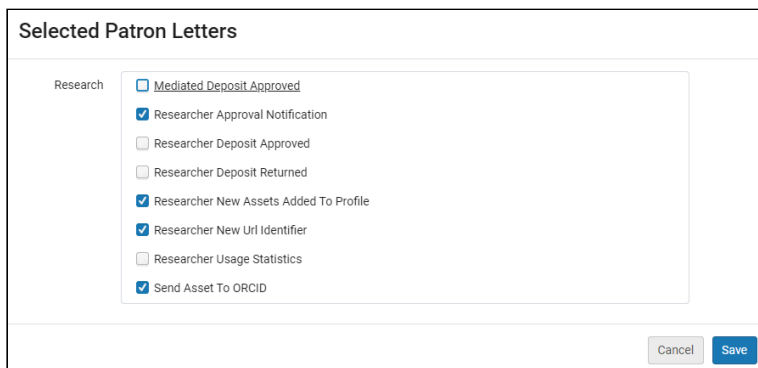 Selected Patron Letters
Research
Mediated Deposit Approved
Researcher Approval Notification
Researcher Deposit Approved
Researcher Deposit Returned
Researcher New Assets Added To Profile
Researcher New Url Identifier
Researcher Usage Statistics
Send Asset To ORCID
Cancel Save